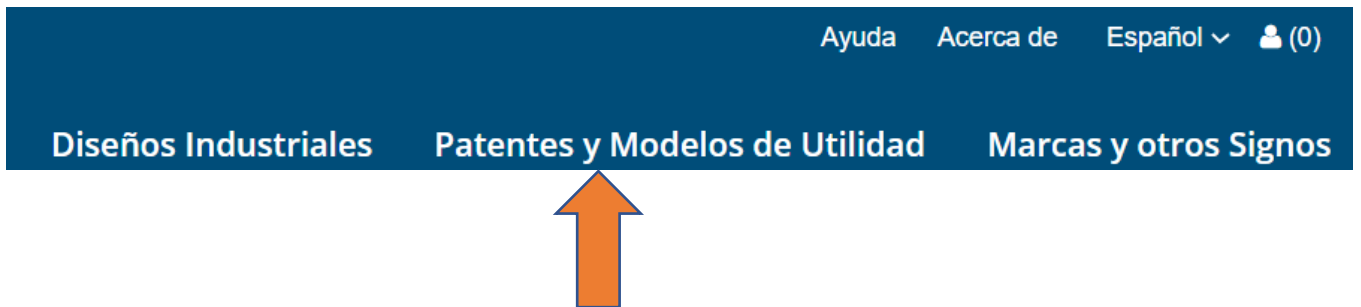 Ayuda Acerca de Español (0)
Diseños Industriales Patentes y Modelos de Utilidad Marcas y otros Signos